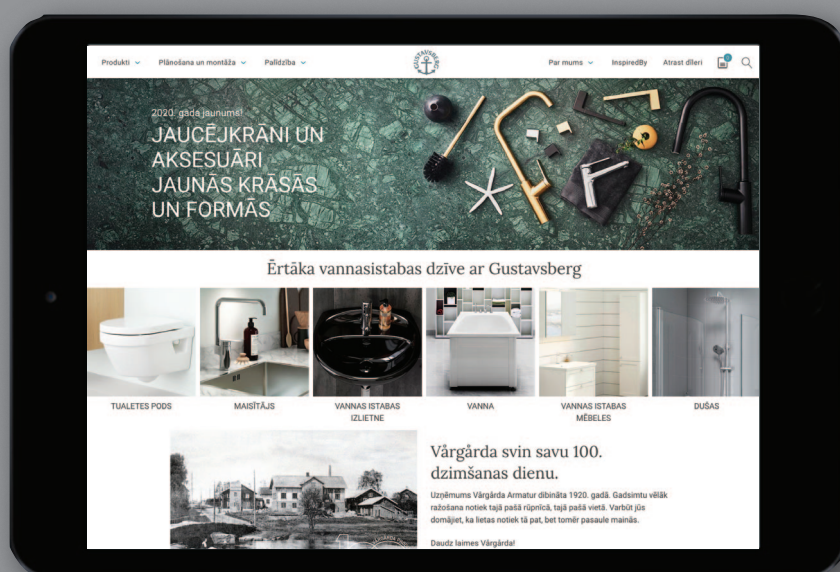 Produkti
Plānošana un montāža
Palīdzība
GUSTAVSBERG
Par mums
InspiredBy
Atrast dīleri
2020. gada jaunums!
JAUCĒJKRĀNI UN
AKSESUĀRI
JAUNĀS KRĀSĀS
UN FORMĀS
Ērtāka vannasistabas dzīve ar Gustavsberg
TUALETES PODS
MAISĪTĀJS
VANNAS ISTABAS
IZLIETNE
VANNA
VANNAS ISTABAS
MĒBELES
DUŠAS
Vårgårda svin savu 100.
dzimšanas dienu.
Uzņēmums Vårgårda Armatur dibināta 1920. gadā. Gadsimtu vēlāk
ražošana notiek tajā pašā rūpnīcā, tajā pašā vietā. Varbūt jūs
domājiet, ka lietas notiek tā pat, bet tomēr pasaule mainās.
Daudz laimes Vårgårda!